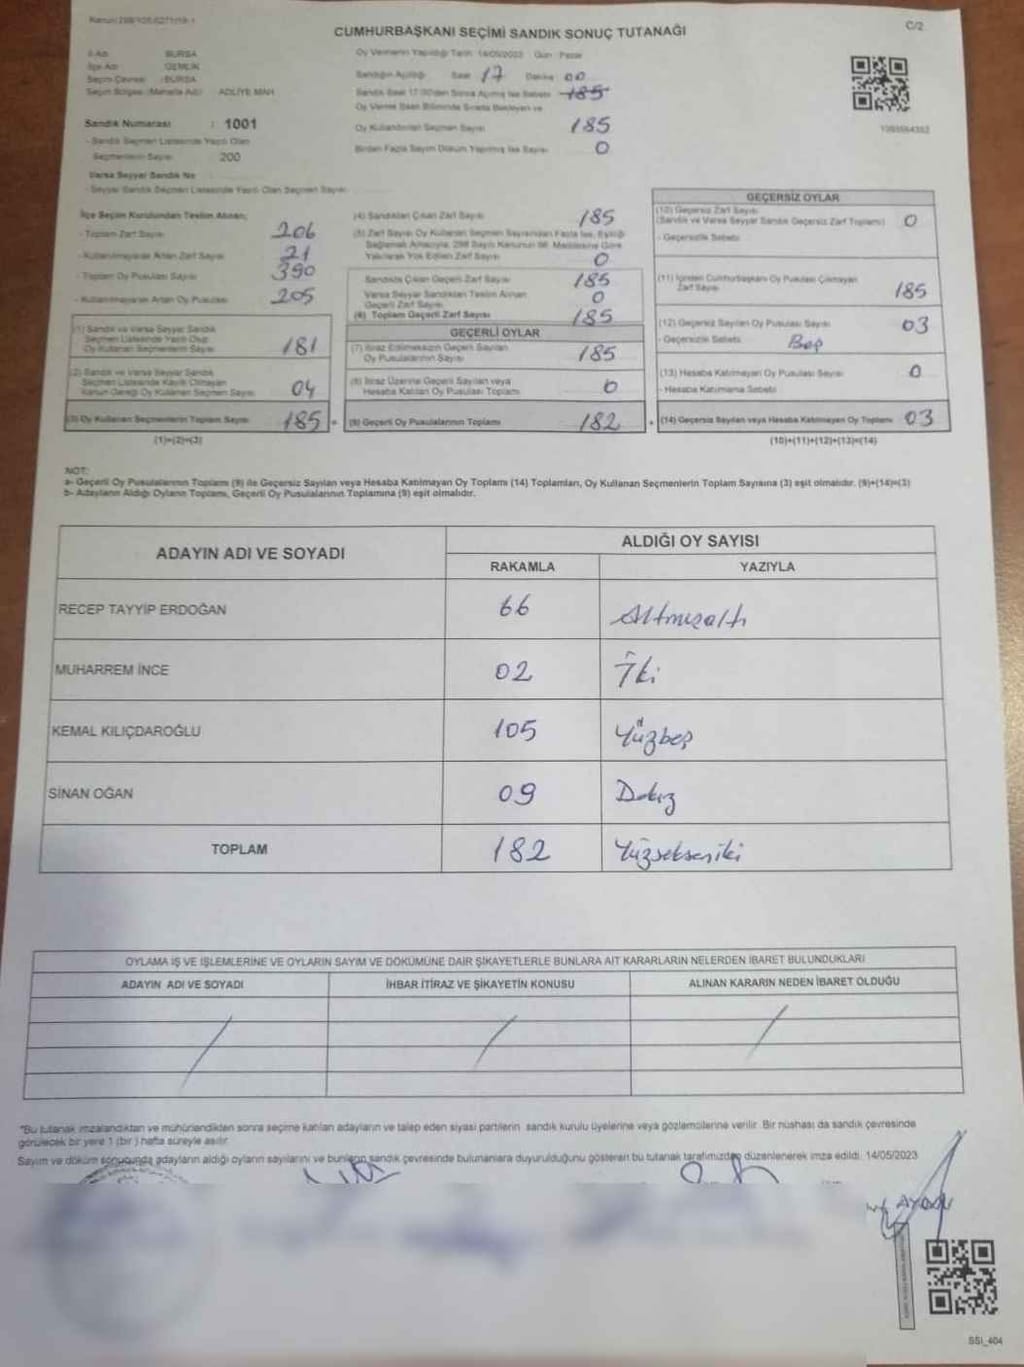 Kanun:298/105,6271/19-1
C/2
CUMHURBAŞKANI SEÇİMİ SANDIK SONUÇ TUTANAĞI
İl Adı : BURSA
İlçe Adı : GEMLİK
Seçim Çevresi : BURSA
Seçim Bölgesi (Mahalle Adı) : ADLİYE MAH
Sandık Numarası : 1001
- Sandık Seçmen Listesinde Yazılı Olan
Seçmenlerin Sayısı 200
Varsa Seyyar Sandık No
- Seyyar Sandık Seçmen Listesinde Yazılı Olan Seçmen Sayısı
Oy Vermenin Yapıldığı Tarih 14/05/2023 Gün : Pazar
Sandığın Açıldığı Saat 17 Dakika 00
Sandık Saat 17:00'den Sonra Açılmış İse Sebebi 185
Oy Verme Saati Bitiminde Sırada Bekleyen ve
Oy Kullandırılan Seçmen Sayısı 185
Birden Fazla Sayım Döküm Yapılmış İse Sayısı 0
İlçe Seçim Kurulundan Teslim Alınan;
- Toplam Zarf Sayısı 206
- Kullanılmayarak Artan Zarf Sayısı 21
- Toplam Oy Pusulası Sayısı 390
- Kullanılmayarak Artan Oy Pusulası 205
(1) Sandık ve Varsa Seyyar Sandık
Seçmen Listesinde Yazılı Olup
Oy Kullanan Seçmenlerin Sayısı 181
(2) Sandık ve Varsa Seyyar Sandık
Seçmen Listesinde Kayıtlı Olmayan
Kanun Gereği Oy Kullanan Seçmen Sayısı 04
(3) Oy Kullanan Seçmenlerin Toplam Sayısı 185
(1)+(2)=(3)
(4) Sandıktan Çıkan Zarf Sayısı 185
(5) Zarf Sayısı Oy Kullanan Seçmen Sayısından Fazla İse, Eşitliği
Sağlamak Amacıyla, 298 Sayılı Kanunun 98. Maddesine Göre
Yakılarak Yok Edilen Zarf Sayısı 0
Sandıkta Çıkan Geçerli Zarf Sayısı 185
Varsa Seyyar Sandıktan Teslim Alınan
Geçerli Zarf Sayısı 0
(6) Toplam Geçerli Zarf Sayısı 185
GEÇERLİ OYLAR
(7) İtiraz Edilmeksizin Geçerli Sayılan
Oy Pusulalarının Sayısı 185
(8) İtiraz Üzerine Geçerli Sayılan veya
Hesaba Katılan Oy Pusulası Toplamı 0
(9) Geçerli Oy Pusulalarının Toplamı 182
GEÇERSİZ OYLAR
(10) Geçersiz Zarf Sayısı
(Sandık ve Varsa Seyyar Sandık Geçersiz Zarf Toplamı) 0
- Geçersizlik Sebebi
(11) İçinden Cumhurbaşkanı Oy Pusulası Çıkmayan
Zarf Sayısı 185
(12) Geçersiz Sayılan Oy Pusulası Sayısı 03
- Geçersizlik Sebebi Boş
(13) Hesaba Katılmayan Oy Pusulası Sayısı 0
- Hesaba Katılmama Sebebi
(14) Geçersiz Sayılan veya Hesaba Katılmayan Oy Toplamı 03
(10)+(11)+(12)+(13)=(14)
NOT:
a- Geçerli Oy Pusulalarının Toplamı (9) ile Geçersiz Sayılan veya Hesaba Katılmayan Oy Toplamı (14) Toplamları, Oy Kullanan Seçmenlerin Toplam Sayısına (3) eşit olmalıdır. (9)+(14)=(3)
b- Adayların Aldığı Oyların Toplamı, Geçerli Oy Pusulalarının Toplamına (9) eşit olmalıdır.
ADAYIN ADI VE SOYADI
ALDIĞI OY SAYISI
RAKAMLA YAZIYLA
RECEP TAYYİP ERDOĞAN 66 Altmışaltı
MUHARREM İNCE 02 İki
KEMAL KILIÇDAROĞLU 105 Yüzbeş
SİNAN OĞAN 09 Dokuz
TOPLAM 182 Yüzsekseniki
OYLAMA İŞ VE İŞLEMLERİNE VE OYLARIN SAYIM VE DÖKÜMÜNE DAİR ŞİKAYETLERLE BUNLARA AİT KARARLARIN NELERDEN İBARET BULUNDUKLARI
ADAYIN ADI VE SOYADI İHBAR İTİRAZ VE ŞİKAYETİN KONUSU ALINAN KARARIN NEDEN İBARET OLDUĞU
*Bu tutanak imzalandıktan ve mühürlendikten sonra seçime katılan adayların ve talep eden siyasi partilerin sandık kurulu üyelerine veya gözlemcilerine verilir. Bir nüshası da sandık çevresinde
görülecek bir yere 1 (bir) hafta süreyle asılır.
Sayım ve döküm sonucunda adayların aldığı oyların sayılarını ve bunların sandık çevresinde bulunanlara duyurulduğunu gösteren bu tutanak tarafımızdan düzenlenerek imza edildi. 14/05/2023
SSI_404